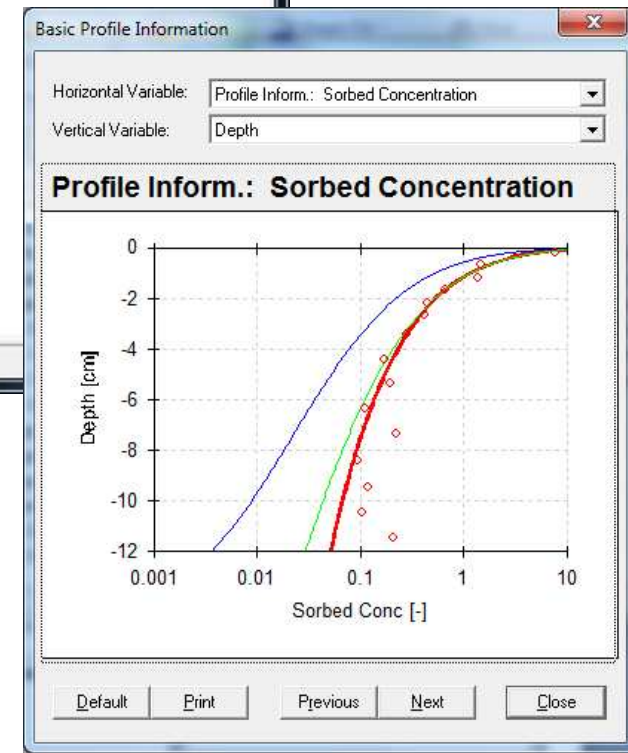 Basic Profile Information
Horizontal Variable: Profile Inform.: Sorbed Concentration
Vertical Variable: Depth
Profile Inform.: Sorbed Concentration
0
-2
-4
-6
-8
-10
-12
Depth [cm]
0.001 0.01 0.1 1 10
Sorbed Conc [-]
Default Print Previous Next Close